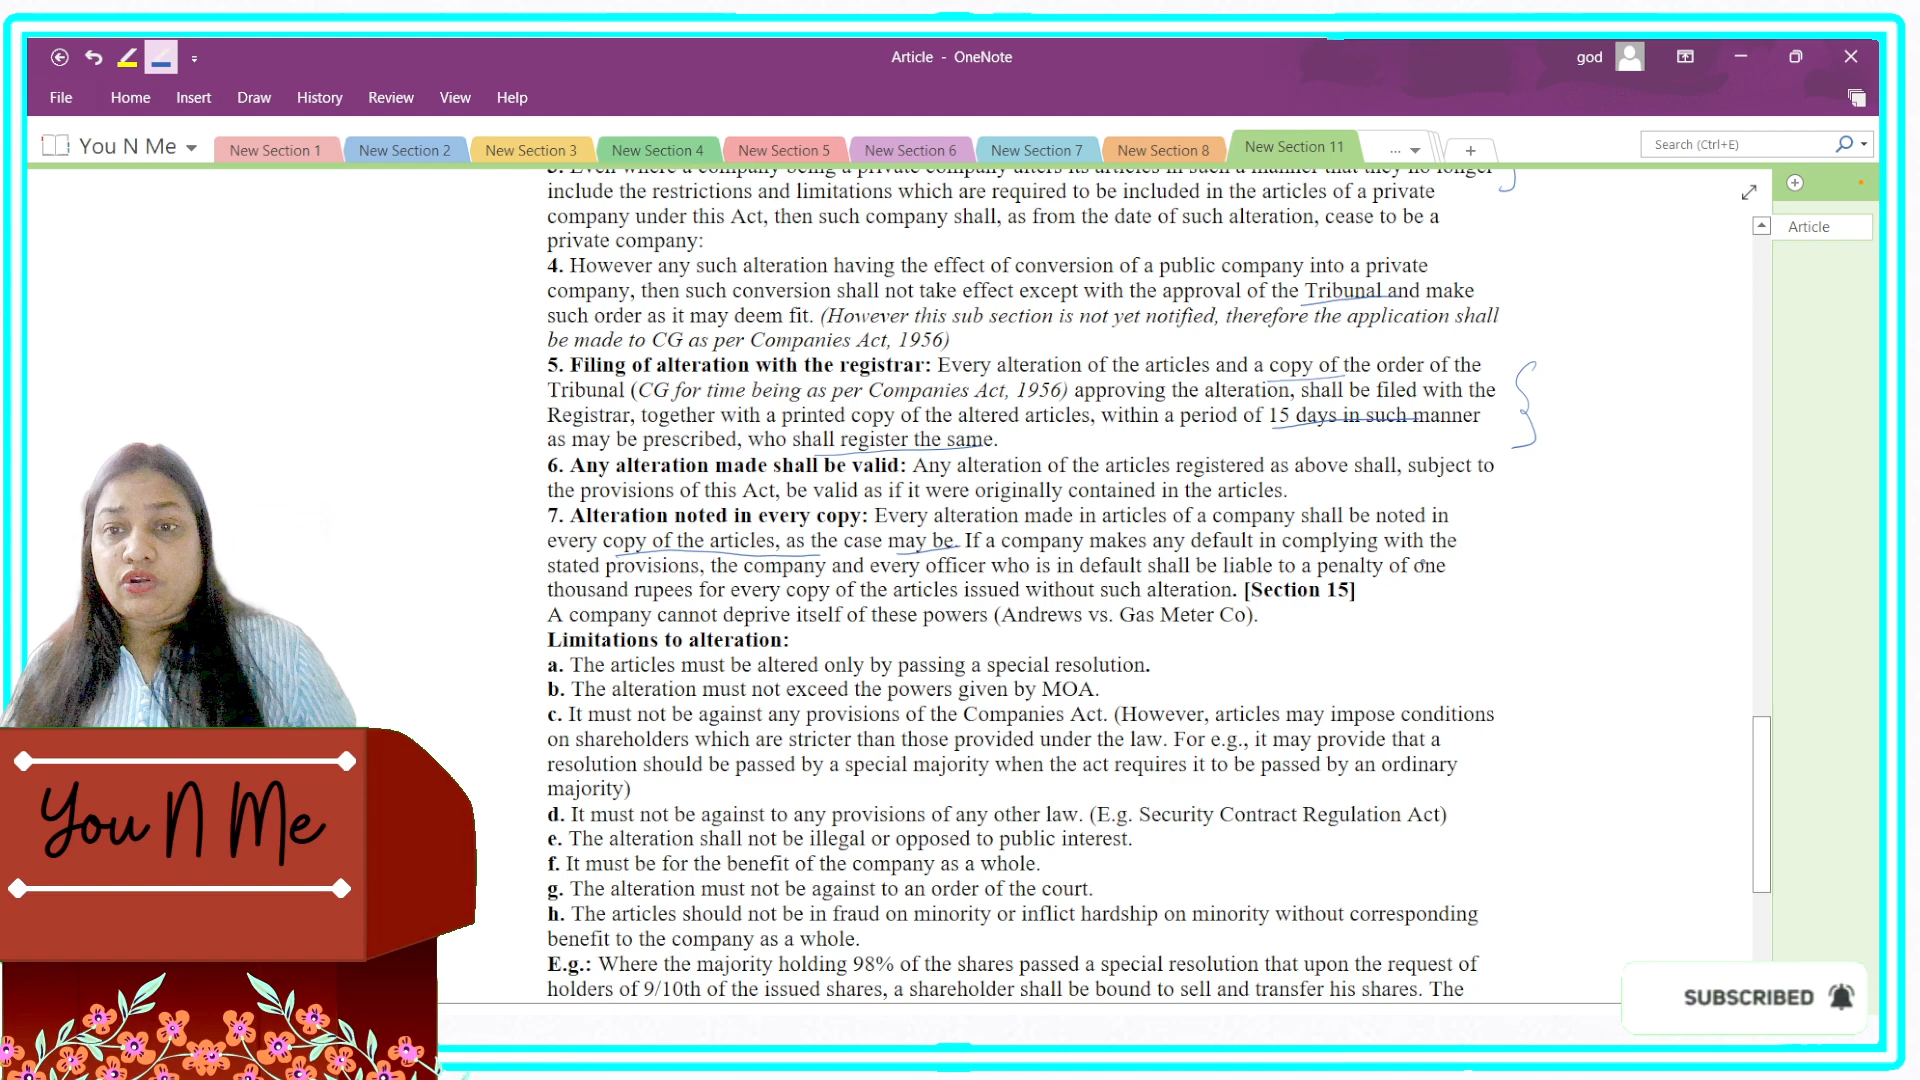 Article - OneNote
god
File Home Insert Draw History Review View Help
You N Me
New Section 1 New Section 2 New Section 3 New Section 4 New Section 5 New Section 6 New Section 7 New Section 8 New Section 11 ... +
Search (Ctrl+E)
Article
3. Even where a company being a private company alters its articles in such a manner that they no longer
include the restrictions and limitations which are required to be included in the articles of a private
company under this Act, then such company shall, as from the date of such alteration, cease to be a
private company:
4. However any such alteration having the effect of conversion of a public company into a private
company, then such conversion shall not take effect except with the approval of the Tribunal and make
such order as it may deem fit. (However this sub section is not yet notified, therefore the application shall
be made to CG as per Companies Act, 1956)
5. Filing of alteration with the registrar: Every alteration of the articles and a copy of the order of the
Tribunal (CG for time being as per Companies Act, 1956) approving the alteration, shall be filed with the
Registrar, together with a printed copy of the altered articles, within a period of 15 days in such manner
as may be prescribed, who shall register the same.
6. Any alteration made shall be valid: Any alteration of the articles registered as above shall, subject to
the provisions of this Act, be valid as if it were originally contained in the articles.
7. Alteration noted in every copy: Every alteration made in articles of a company shall be noted in
every copy of the articles, as the case may be. If a company makes any default in complying with the
stated provisions, the company and every officer who is in default shall be liable to a penalty of one
thousand rupees for every copy of the articles issued without such alteration. [Section 15]
A company cannot deprive itself of these powers (Andrews vs. Gas Meter Co).
Limitations to alteration:
a. The articles must be altered only by passing a special resolution.
b. The alteration must not exceed the powers given by MOA.
c. It must not be against any provisions of the Companies Act. (However, articles may impose conditions
on shareholders which are stricter than those provided under the law. For e.g., it may provide that a
resolution should be passed by a special majority when the act requires it to be passed by an ordinary
majority)
d. It must not be against to any provisions of any other law. (E.g. Security Contract Regulation Act)
e. The alteration shall not be illegal or opposed to public interest.
f. It must be for the benefit of the company as a whole.
g. The alteration must not be against to an order of the court.
h. The articles should not be in fraud on minority or inflict hardship on minority without corresponding
benefit to the company as a whole.
E.g.: Where the majority holding 98% of the shares passed a special resolution that upon the request of
holders of 9/10th of the issued shares, a shareholder shall be bound to sell and transfer his shares. The
You N Me
SUBSCRIBED